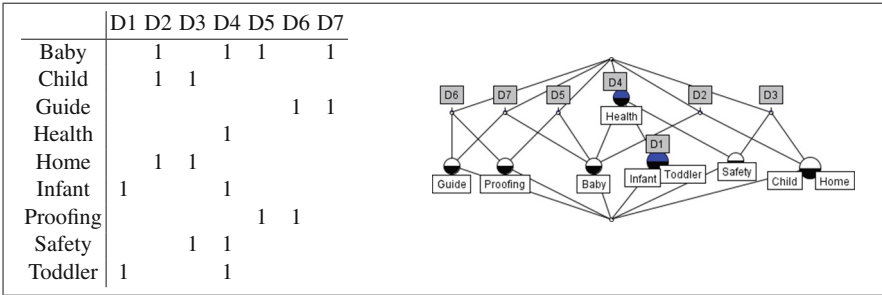 D1 D2 D3 D4 D5 D6 D7
Baby 1 1 1 1
Child 1 1
Guide 1 1
Health 1
Home 1 1
Infant 1 1
Proofing 1 1
Safety 1 1
Toddler 1 1
D4
D6 D7 D5 D2 D3
Health
D1
Guide Proofing Baby Infant Toddler Safety Child Home